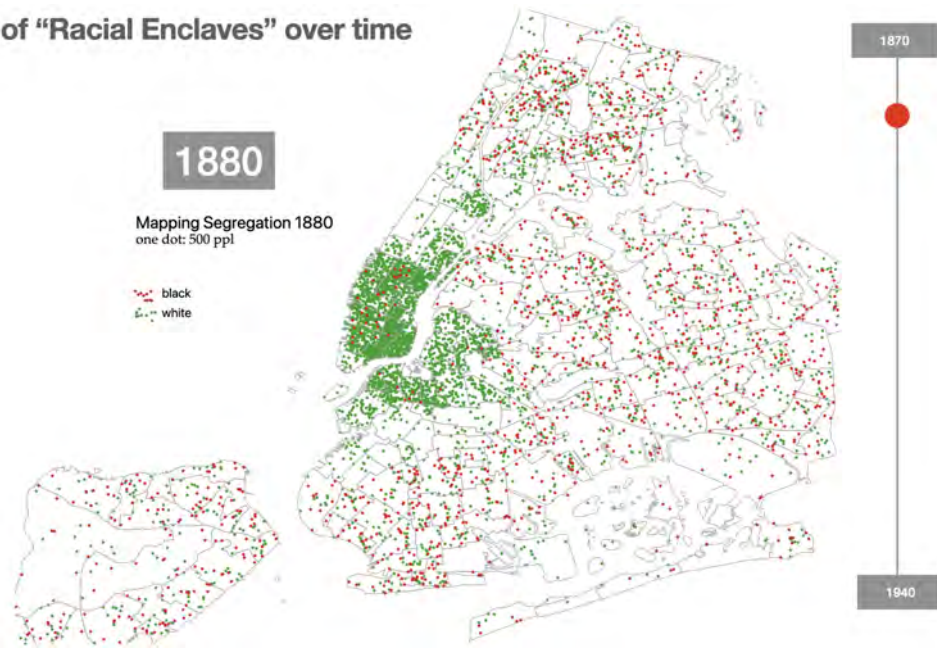 of “Racial Enclaves” over time
1870
1880
Mapping Segregation 1880
one dot: 500 ppl
black
white
1940